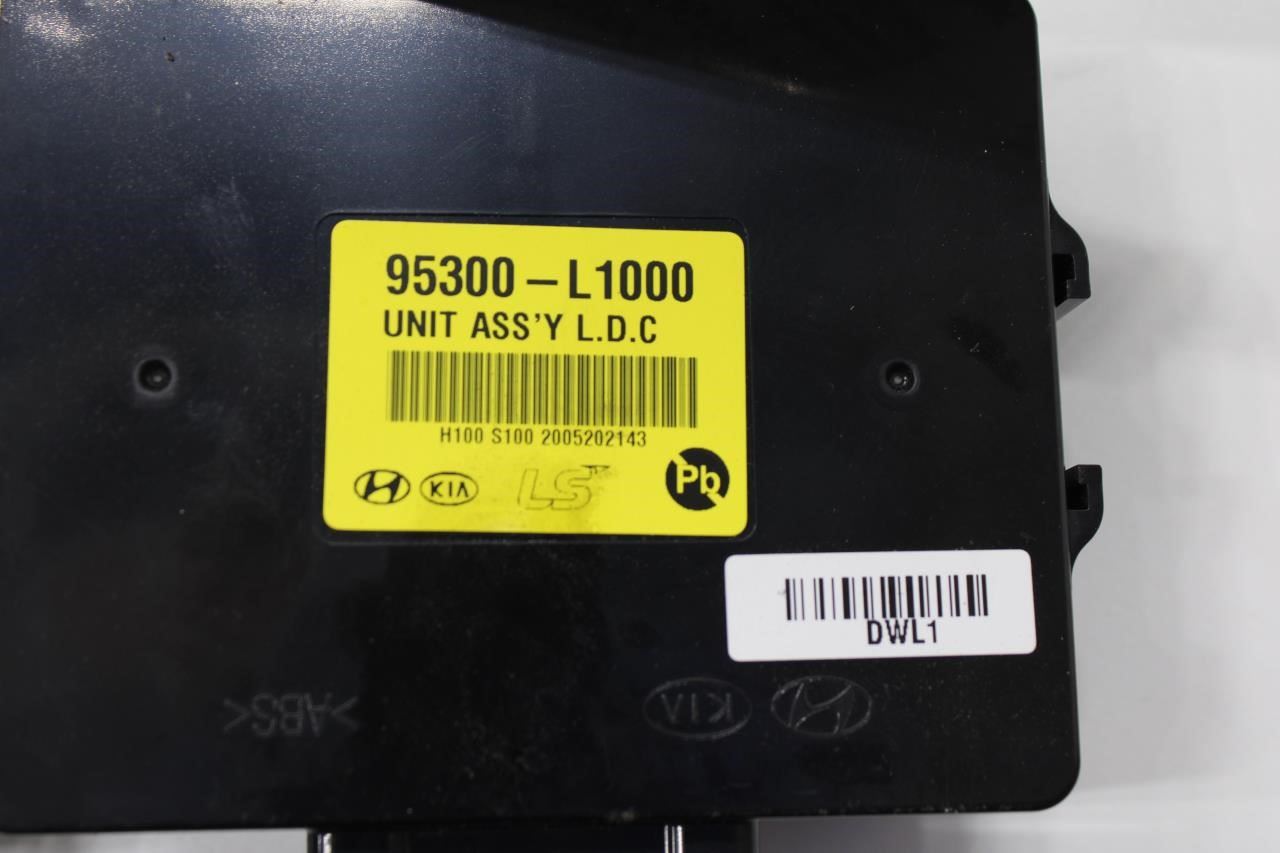 95300-L1000
UNIT ASS'Y L.D.C
H100 S100 2005202143
KIA LS Pb
DWL1
>ABS< KIA